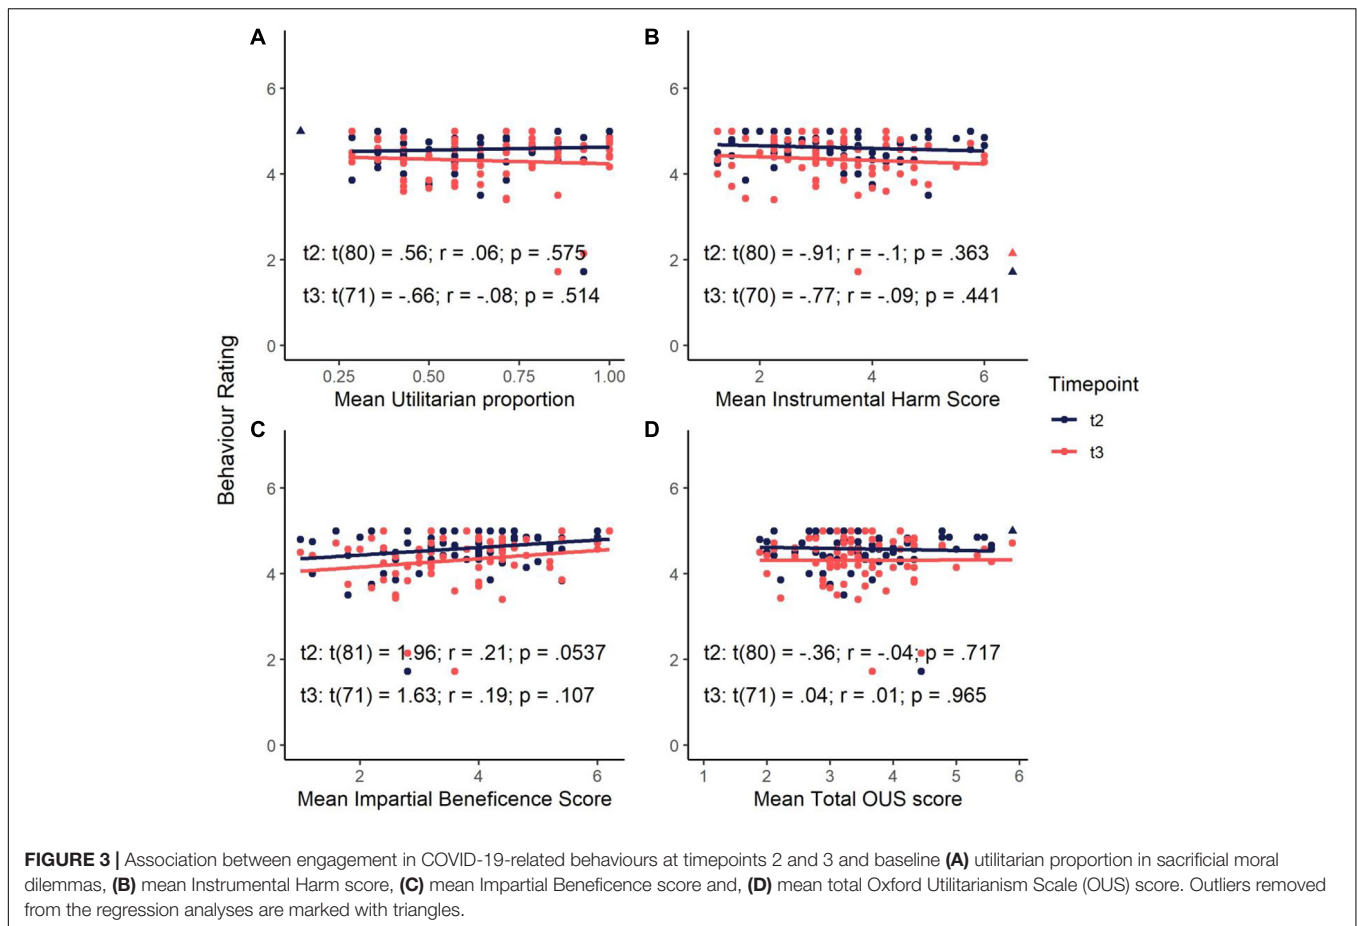 A
B
6
4
2
0
t2: t(80) = .56; r = .06; p = .575
t3: t(71) = -.66; r = -.08; p = .514
0.25 0.50 0.75 1.00
Mean Utilitarian proportion
6
4
2
0
t2: t(80) = -.91; r = -.1; p = .363
t3: t(70) = -.77; r = -.09; p = .441
2 4 6
Mean Instrumental Harm Score
Behaviour Rating
Timepoint
t2
t3
C
D
6
4
2
0
t2: t(81) = 1.96; r = .21; p = .0537
t3: t(71) = 1.63; r = .19; p = .107
2 4 6
Mean Impartial Beneficence Score
6
4
2
0
t2: t(80) = -.36; r = -.04; p = .717
t3: t(71) = .04; r = .01; p = .965
1 2 3 4 5 6
Mean Total OUS score
FIGURE 3 | Association between engagement in COVID-19-related behaviours at timepoints 2 and 3 and baseline (A) utilitarian proportion in sacrificial moral
dilemmas, (B) mean Instrumental Harm score, (C) mean Impartial Beneficence score and, (D) mean total Oxford Utilitarianism Scale (OUS) score. Outliers removed
from the regression analyses are marked with triangles.